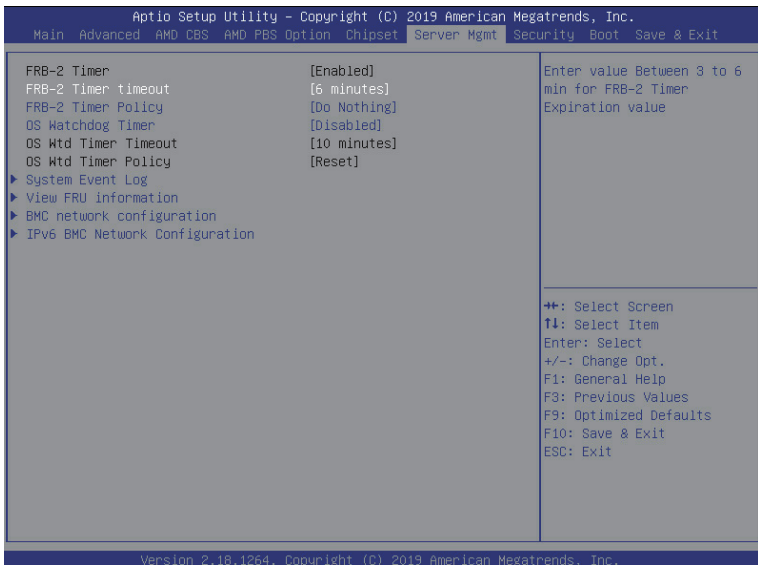 Aptio Setup Utility – Copyright (C) 2019 American Megatrends, Inc.
Main Advanced AMD CBS AMD PBS Option Chipset Server Mgmt Security Boot Save & Exit
FRB-2 Timer [Enabled]
FRB-2 Timer timeout [6 minutes]
FRB-2 Timer Policy [Do Nothing]
OS Watchdog Timer [Disabled]
OS Wtd Timer Timeout [10 minutes]
OS Wtd Timer Policy [Reset]
▶ System Event Log
▶ View FRU information
▶ BMC network configuration
▶ IPv6 BMC Network Configuration
Enter value Between 3 to 6
min for FRB-2 Timer
Expiration value
→←: Select Screen
↑↓: Select Item
Enter: Select
+/-: Change Opt.
F1: General Help
F3: Previous Values
F9: Optimized Defaults
F10: Save & Exit
ESC: Exit
Version 2.18.1264. Copyright (C) 2019 American Megatrends, Inc.